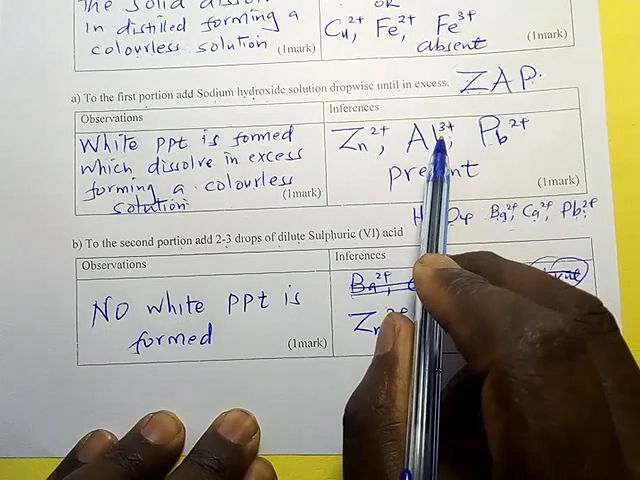 The solid
In distilled forming a
colourless solution (1mark)
OR
Cu²⁺, Fe²⁺, Fe³⁺
absent (1mark)
a) To the first portion add Sodium hydroxide solution dropwise until in excess. ZAP.
Observations
White ppt is formed
which dissolve in excess
forming a colourless
solution (1mark)
Inferences
Zn²⁺, Al³⁺, Pb²⁺
present
(1mark)
Ba²⁺, Ca²⁺, Pb²⁺
b) To the second portion add 2-3 drops of dilute Sulphuric (VI) acid
Observations
No white ppt is
formed (1mark)
Inferences
Ba²⁺,
Zn